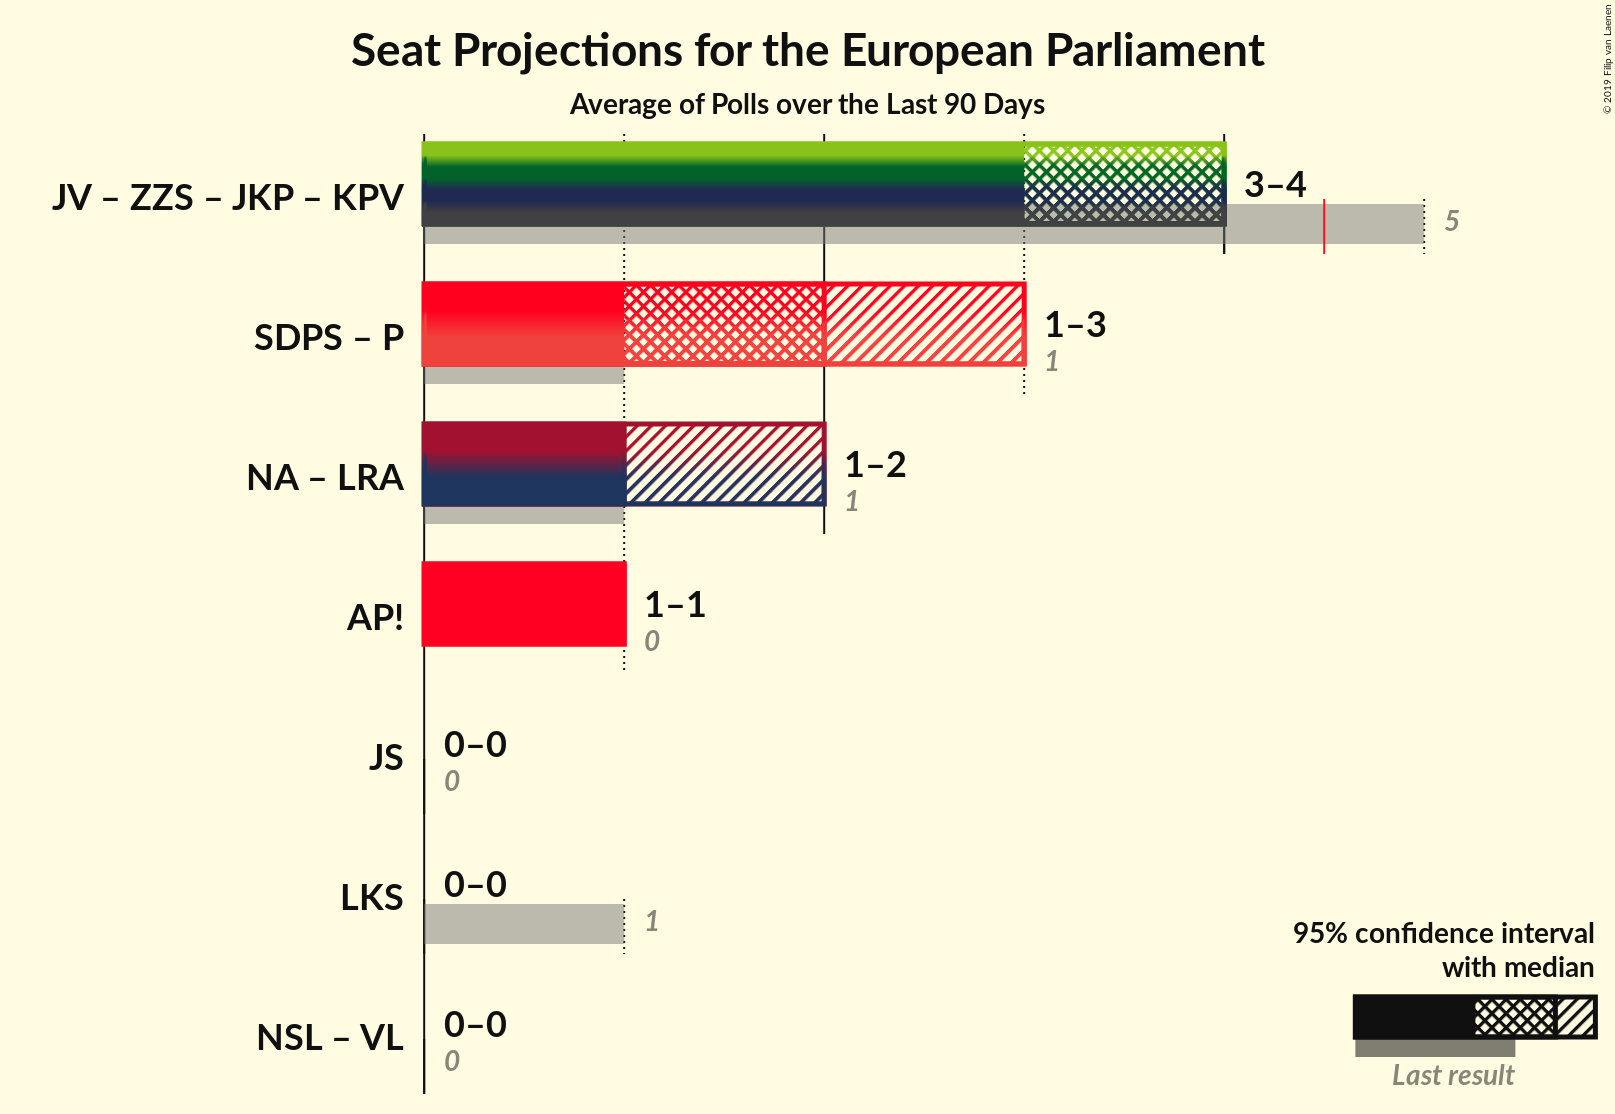 Seat Projections for the European Parliament
Average of Polls over the Last 90 Days
© 2019 Filip van Laenen
JV – ZZS – JKP – KPV
3–4
5
SDPS – P
1–3
1
NA – LRA
1–2
1
AP!
1–1
0
JS
0–0
0
LKS
0–0
1
NSL – VL
0–0
0
95% confidence interval
with median
Last result